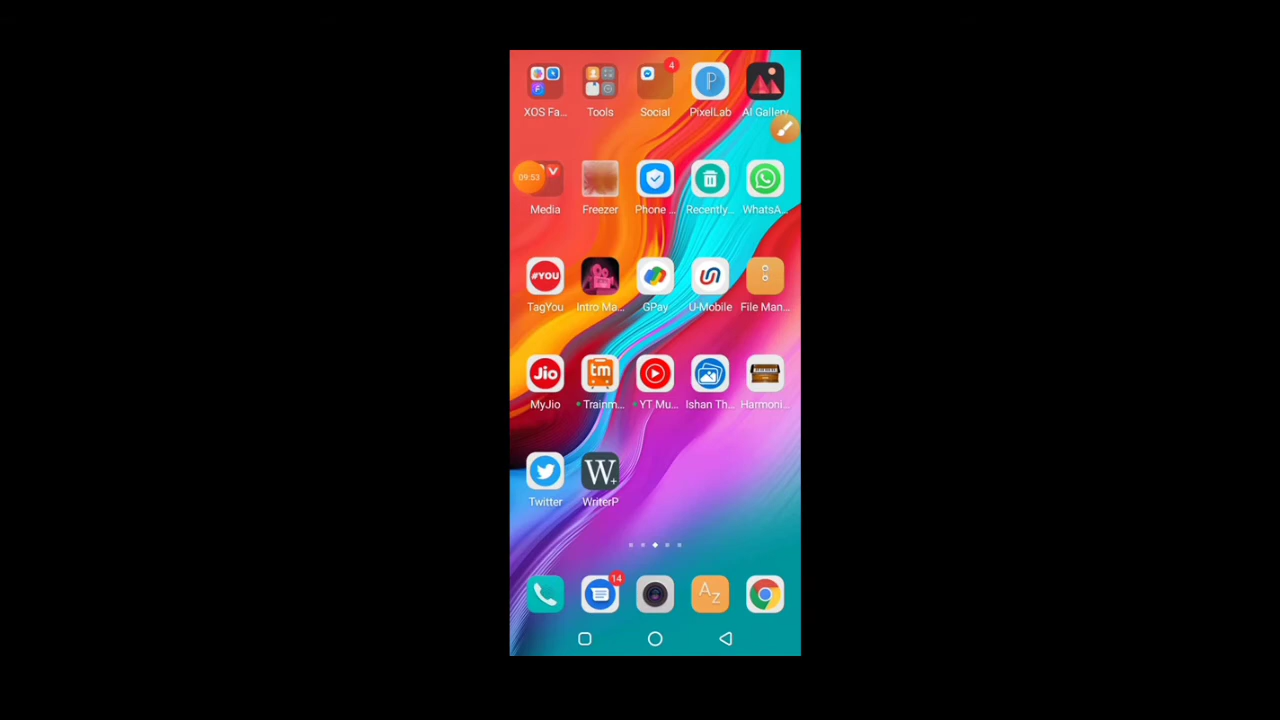 4
XOS Fa... Tools Social PixelLab AI Gallery
09:53
Media Freezer Phone ... Recently... WhatsA...
#YOU
TagYou Intro Ma... GPay U-Mobile File Man...
Jio tm
MyJio Trainm... YT Mu... Ishan Th... Harmoni...
W+
Twitter WriterP
14
AZ